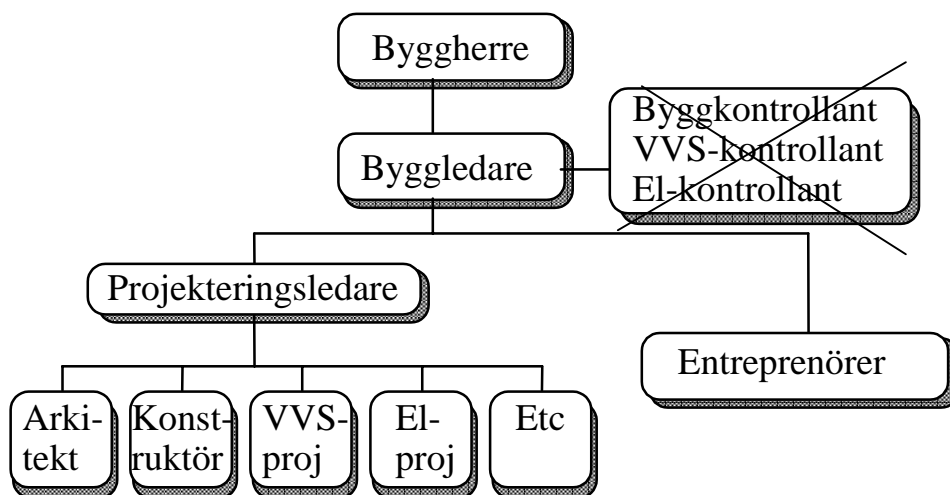 Byggherre
Byggkontrollant
VVS-kontrollant
El-kontrollant
Byggledare
Projekteringsledare
Entreprenörer
Arki-
tekt
Konst-
ruktör
VVS-
proj
El-
proj
Etc